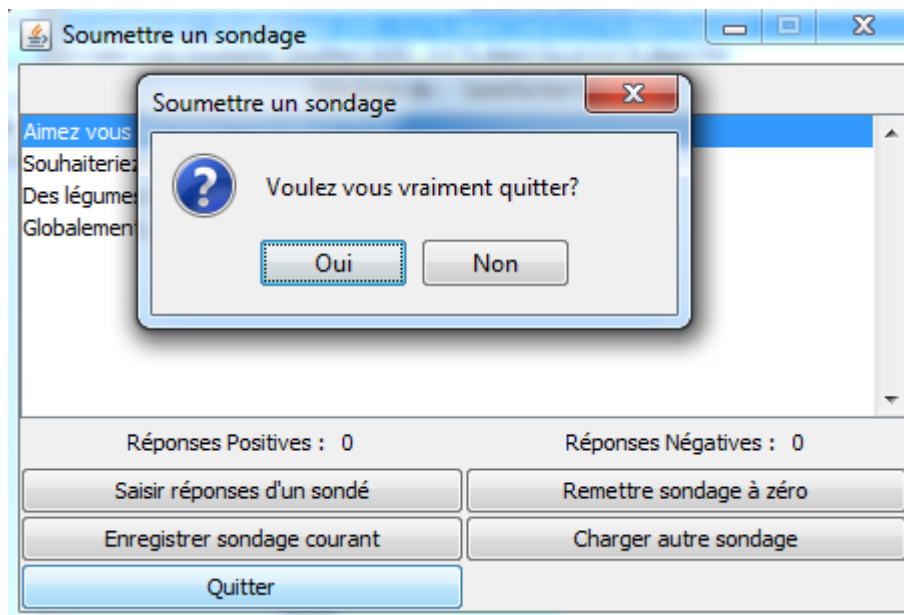 Soumettre un sondage
Soumettre un sondage
Aimez vous
Souhaiteriez
Des légumes
Globalement
Voulez vous vraiment quitter?
Oui
Non
Réponses Positives : 0
Réponses Négatives : 0
Saisir réponses d'un sondé
Remettre sondage à zéro
Enregistrer sondage courant
Charger autre sondage
Quitter